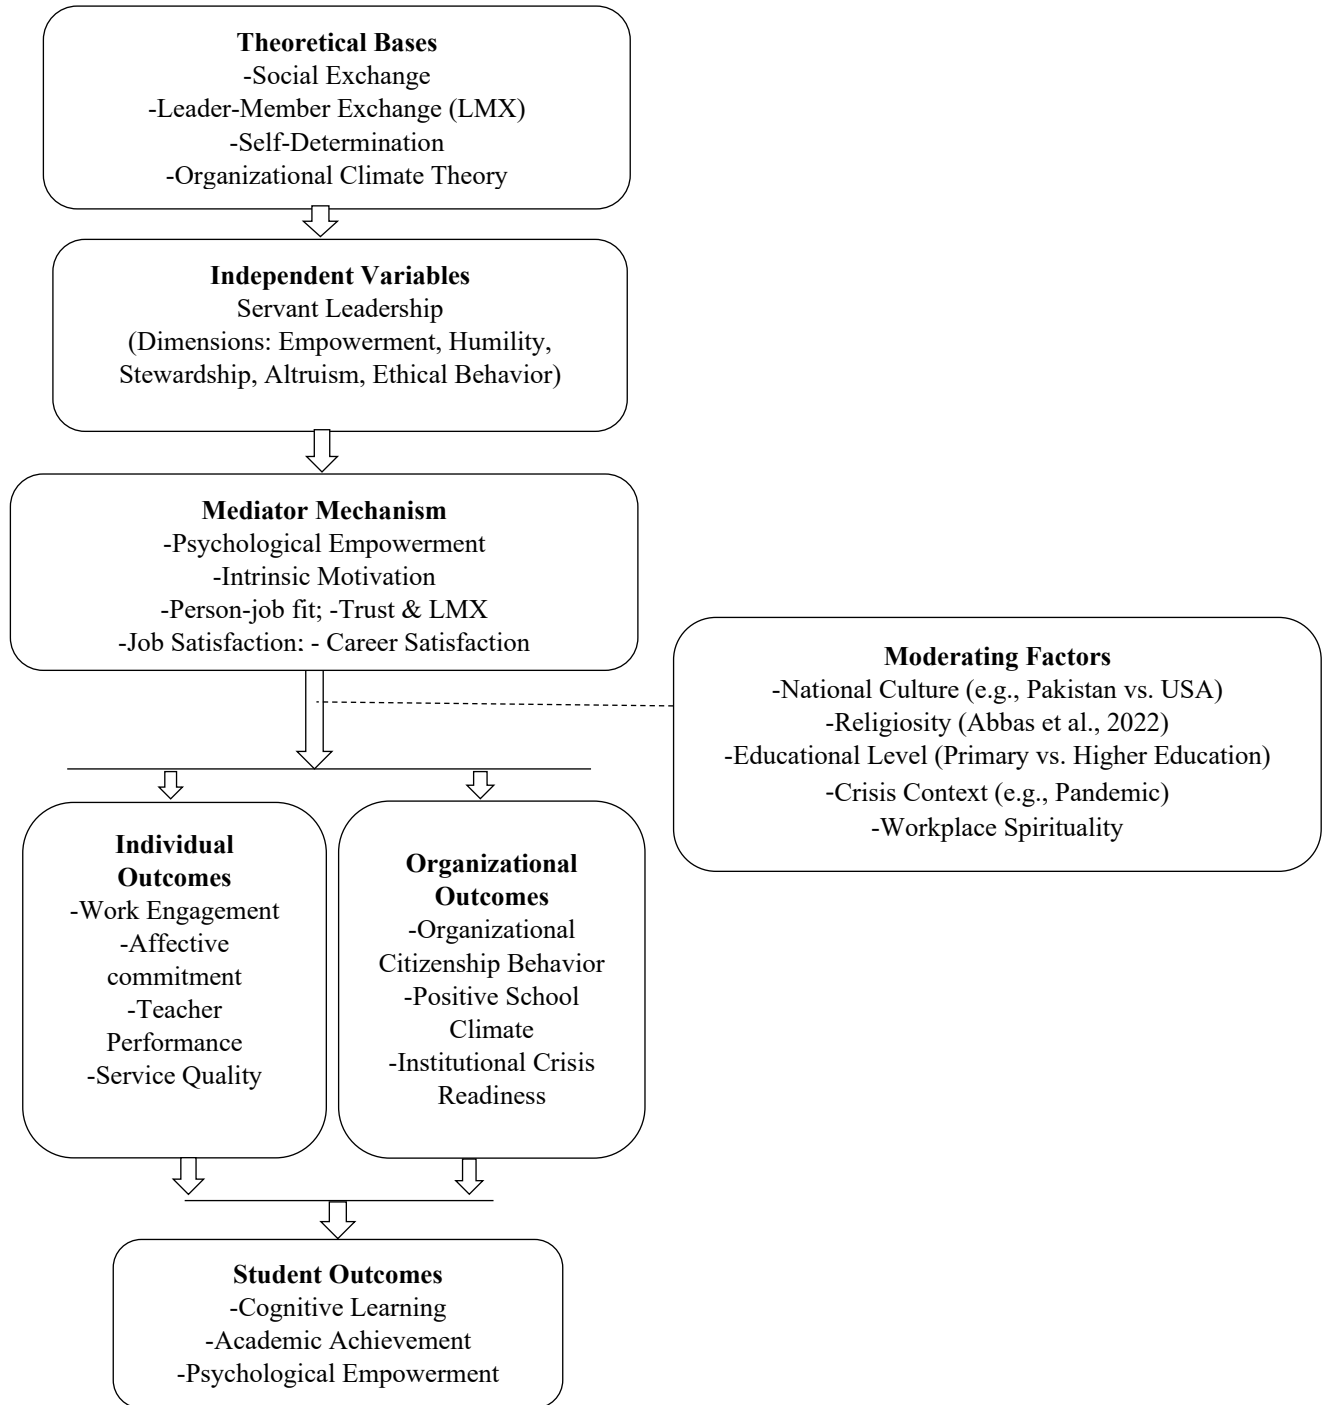 Theoretical Bases
-Social Exchange
-Leader-Member Exchange (LMX)
-Self-Determination
-Organizational Climate Theory
Independent Variables
Servant Leadership
(Dimensions: Empowerment, Humility,
Stewardship, Altruism, Ethical Behavior)
Mediator Mechanism
-Psychological Empowerment
-Intrinsic Motivation
-Person-job fit; -Trust & LMX
-Job Satisfaction: - Career Satisfaction
Moderating Factors
-National Culture (e.g., Pakistan vs. USA)
-Religiosity (Abbas et al., 2022)
-Educational Level (Primary vs. Higher Education)
-Crisis Context (e.g., Pandemic)
-Workplace Spirituality
Individual
Outcomes
-Work Engagement
-Affective
commitment
-Teacher
Performance
-Service Quality
Organizational
Outcomes
-Organizational
Citizenship Behavior
-Positive School
Climate
-Institutional Crisis
Readiness
Student Outcomes
-Cognitive Learning
-Academic Achievement
-Psychological Empowerment